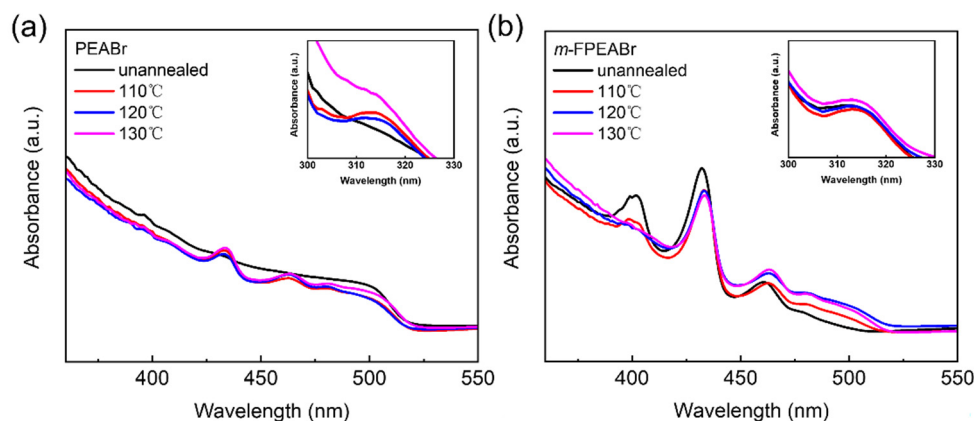 (a)
PEABr
unannealed
110℃
120℃
130℃
Absorbance (a.u.)
Wavelength (nm)
400 450 500 550
Absorbance (a.u.)
Wavelength (nm)
300 310 320 330
(b)
m-FPEABr
unannealed
110℃
120℃
130℃
Absorbance (a.u.)
Wavelength (nm)
400 450 500 550
Absorbance (a.u.)
Wavelength (nm)
300 310 320 330